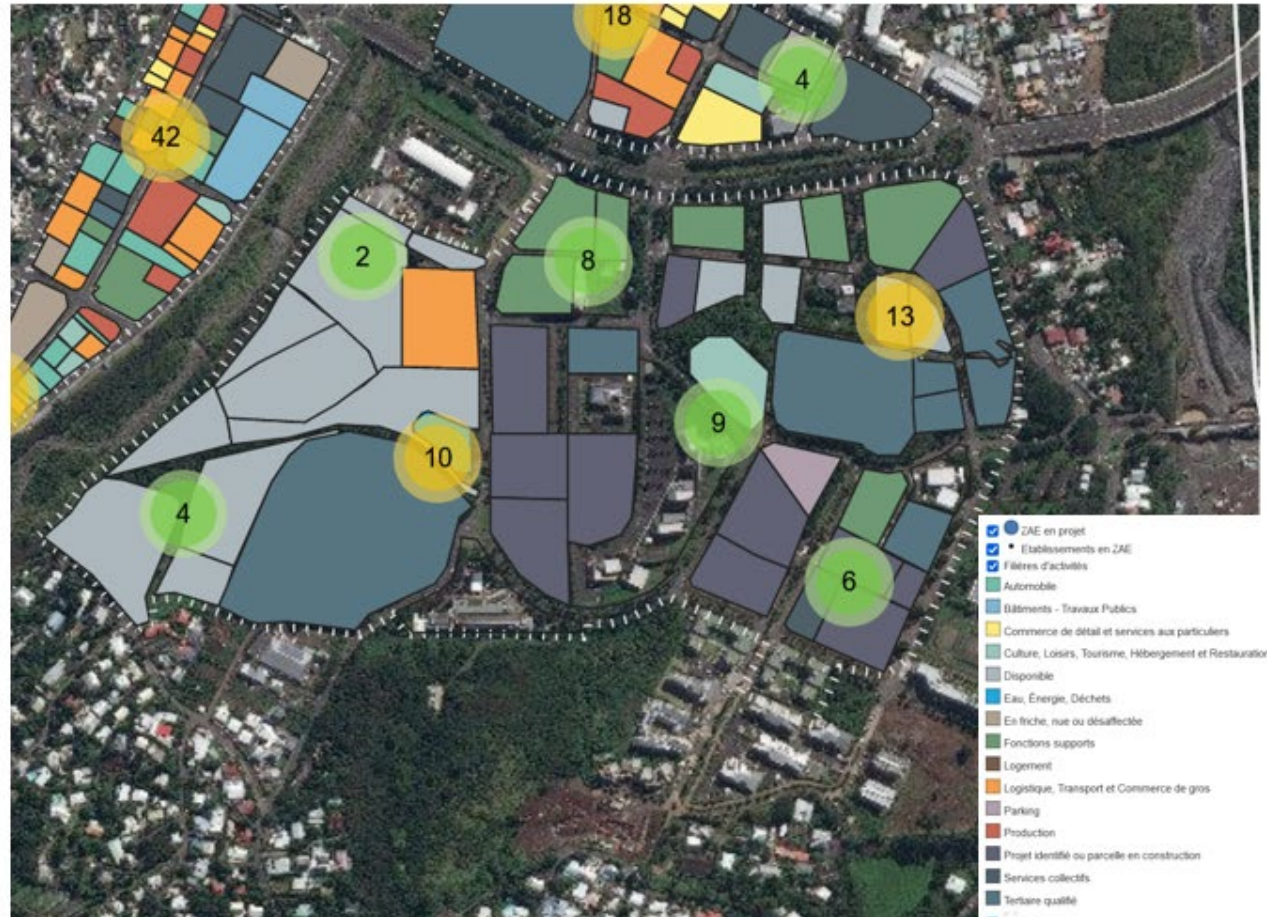 18
4
42
2
8
13
9
10
4
6
ZAE en projet
Etablissements en ZAE
Filières d'activités
Automobile
Bâtiments - Travaux Publics
Commerce de détail et services aux particuliers
Culture, Loisirs, Tourisme, Hébergement et Restauration
Disponible
Eau, Énergie, Déchets
En friche, nue ou désaffectée
Fonctions supports
Logement
Logistique, Transport et Commerce de gros
Parking
Production
Projet identifié ou parcelle en construction
Services collectifs
Tertiaire qualifié